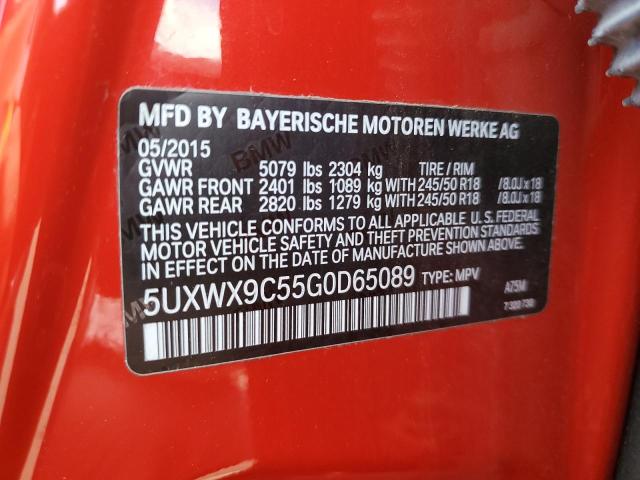 MFD BY BAYERISCHE MOTOREN WERKE AG
05/2015
GVWR 5079 lbs 2304 kg TIRE / RIM
GAWR FRONT 2401 lbs 1089 kg WITH 245/50 R18 /8.0J x 18
GAWR REAR 2820 lbs 1279 kg WITH 245/50 R18 /8.0J x 18
THIS VEHICLE CONFORMS TO ALL APPLICABLE U. S. FEDERAL
MOTOR VEHICLE SAFETY AND THEFT PREVENTION STANDARDS
IN EFFECT ON THE DATE OF MANUFACTURE SHOWN ABOVE.
5UXWX9C55G0D65089 TYPE: MPV A75M
7 320 730